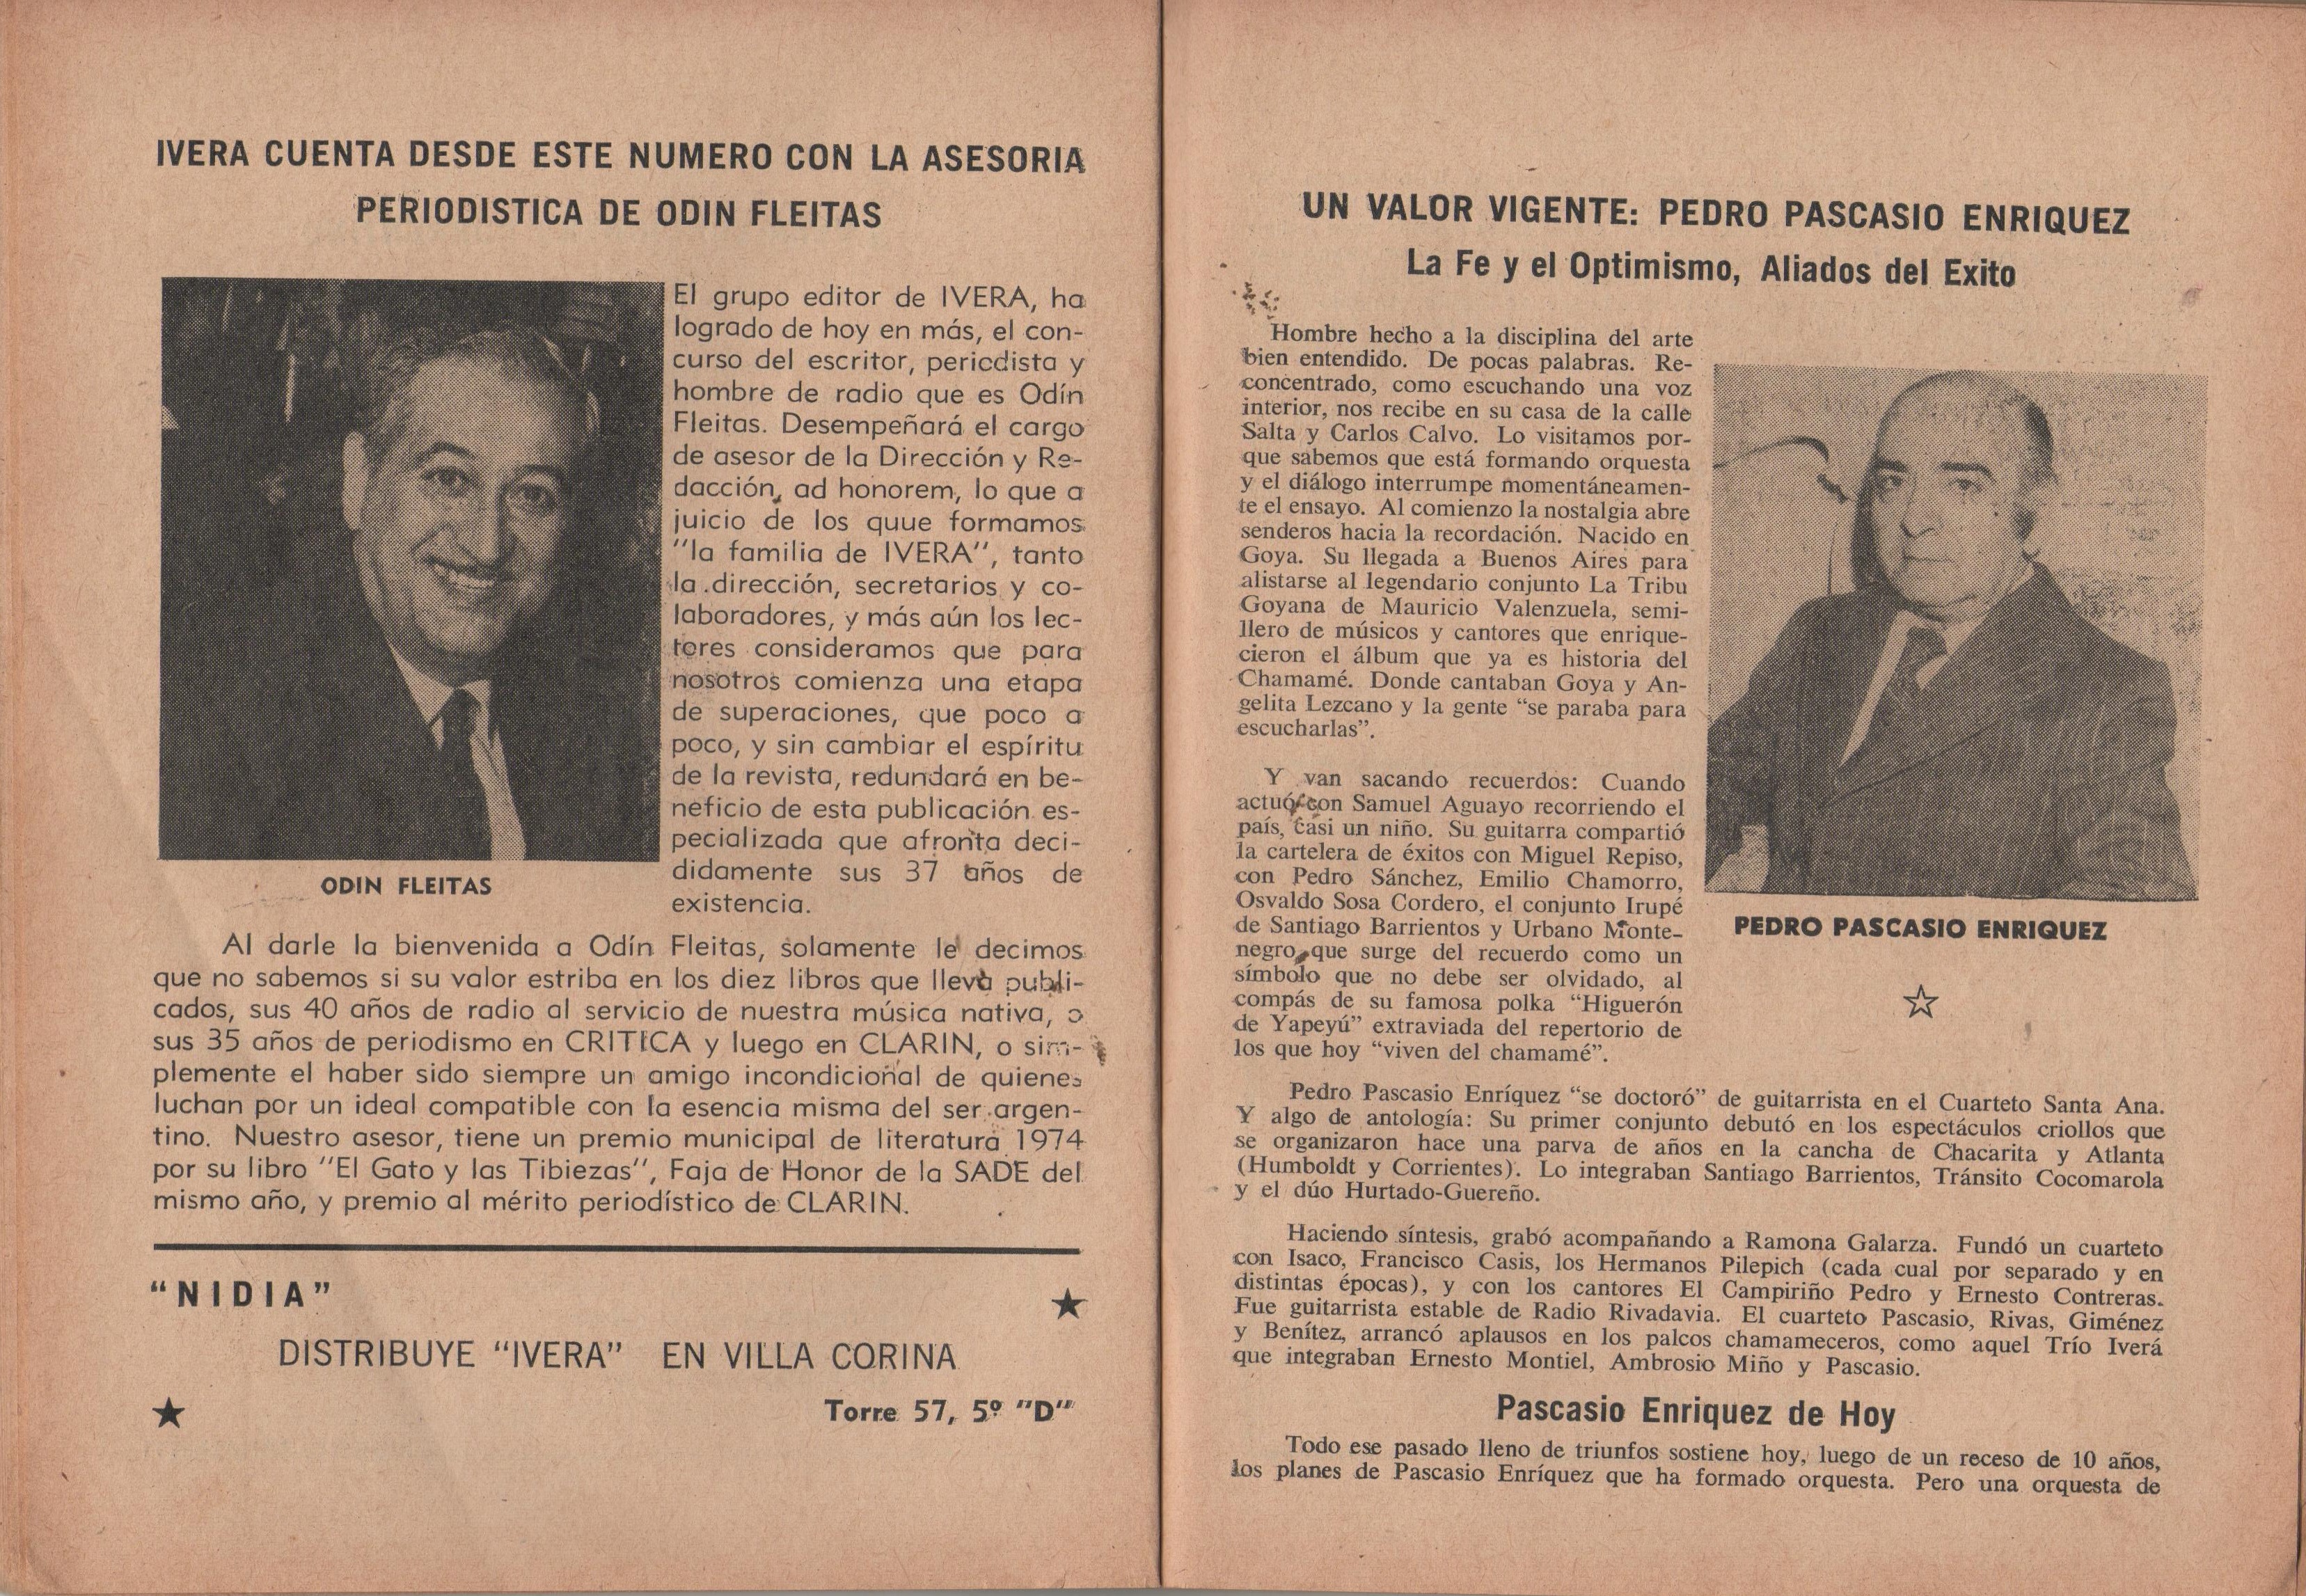 IVERA CUENTA DESDE ESTE NUMERO CON LA ASESORIA
PERIODISTICA DE ODIN FLEITAS
El grupo editor de IVERA, ha
logrado de hoy en más, el con-
curso del escritor, periodista y
hombre de radio que es Odín
Fleitas. Desempeñará el cargo
de asesor de la Dirección y Re-
dacción, ad honorem, lo que a
juicio de los quue formamos
"la familia de IVERA", tanto
la dirección, secretarios y co-
laboradores, y más aún los lec-
tores consideramos que para
nosotros comienza una etapa
de superaciones, que poco a
poco, y sin cambiar el espíritu
de la revista, redundará en be-
neficio de esta publicación es-
pecializada que afronta deci-
didamente sus 37 años de
existencia.
ODIN FLEITAS
Al darle la bienvenida a Odín Fleitas, solamente le decimos
que no sabemos si su valor estriba en los diez libros que lleva publi-
cados, sus 40 años de radio al servicio de nuestra música nativa, o
sus 35 años de periodismo en CRITICA y luego en CLARIN, o sim-
plemente el haber sido siempre un amigo incondicional de quienes
luchan por un ideal compatible con la esencia misma del ser argen-
tino. Nuestro asesor, tiene un premio municipal de literatura 1974
por su libro "El Gato y las Tibiezas", Faja de Honor de la SADE del
mismo año, y premio al mérito periodístico de CLARIN.
"NIDIA"
DISTRIBUYE "IVERA" EN VILLA CORINA
Torre 57, 5º "D"
UN VALOR VIGENTE: PEDRO PASCASIO ENRIQUEZ
La Fe y el Optimismo, Aliados del Exito
Hombre hecho a la disciplina del arte
bien entendido. De pocas palabras. Re-
concentrado, como escuchando una voz
interior, nos recibe en su casa de la calle
Salta y Carlos Calvo. Lo visitamos por-
que sabemos que está formando orquesta
y el diálogo interrumpe momentáneamen-
te el ensayo. Al comienzo la nostalgia abre
senderos hacia la recordación. Nacido en
Goya. Su llegada a Buenos Aires para
alistarse al legendario conjunto La Tribu
Goyana de Mauricio Valenzuela, semi-
llero de músicos y cantores que enrique-
cieron el álbum que ya es historia del
Chamamé. Donde cantaban Goya y An-
gelita Lezcano y la gente "se paraba para
escucharlas".
Y van sacando recuerdos: Cuando
actuó con Samuel Aguayo recorriendo el
país, casi un niño. Su guitarra compartió
la cartelera de éxitos con Miguel Repiso,
con Pedro Sánchez, Emilio Chamorro,
Osvaldo Sosa Cordero, el conjunto Irupé
de Santiago Barrientos y Urbano Monte-
negro que surge del recuerdo como un
símbolo que no debe ser olvidado, al
compás de su famosa polka "Higuerón
de Yapeyú" extraviada del repertorio de
los que hoy "viven del chamamé".
PEDRO PASCASIO ENRIQUEZ
Pedro Pascasio Enríquez "se doctoró" de guitarrista en el Cuarteto Santa Ana.
Y algo de antología: Su primer conjunto debutó en los espectáculos criollos que
se organizaron hace una parva de años en la cancha de Chacarita y Atlanta
(Humboldt y Corrientes). Lo integraban Santiago Barrientos, Tránsito Cocomarola
y el dúo Hurtado-Guereño.
Haciendo síntesis, grabó acompañando a Ramona Galarza. Fundó un cuarteto
con Isaco, Francisco Casis, los Hermanos Pilepich (cada cual por separado y en
distintas épocas), y con los cantores El Campiriño Pedro y Ernesto Contreras.
Fue guitarrista estable de Radio Rivadavia. El cuarteto Pascasio, Rivas, Giménez
y Benítez, arrancó aplausos en los palcos chamameceros, como aquel Trío Iverá
que integraban Ernesto Montiel, Ambrosio Miño y Pascasio.
Pascasio Enriquez de Hoy
Todo ese pasado lleno de triunfos sostiene hoy, luego de un receso de 10 años,
los planes de Pascasio Enríquez que ha formado orquesta. Pero una orquesta de